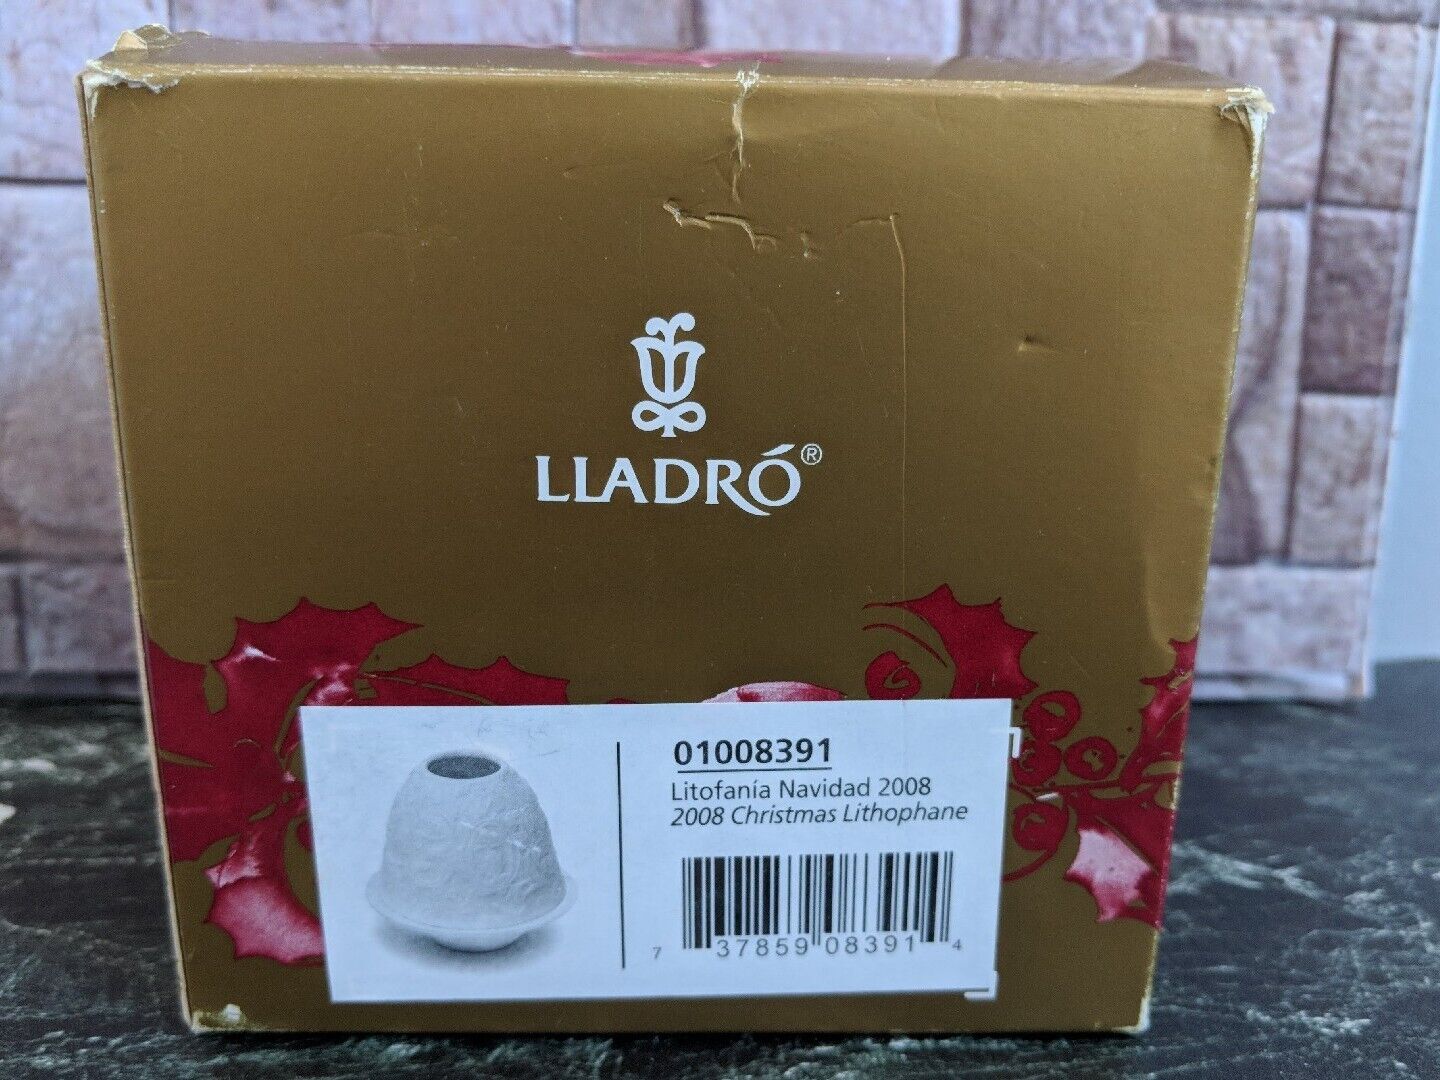 LLADRÓ®
01008391
Litofanía Navidad 2008
2008 Christmas Lithophane
7 37859 08391 4